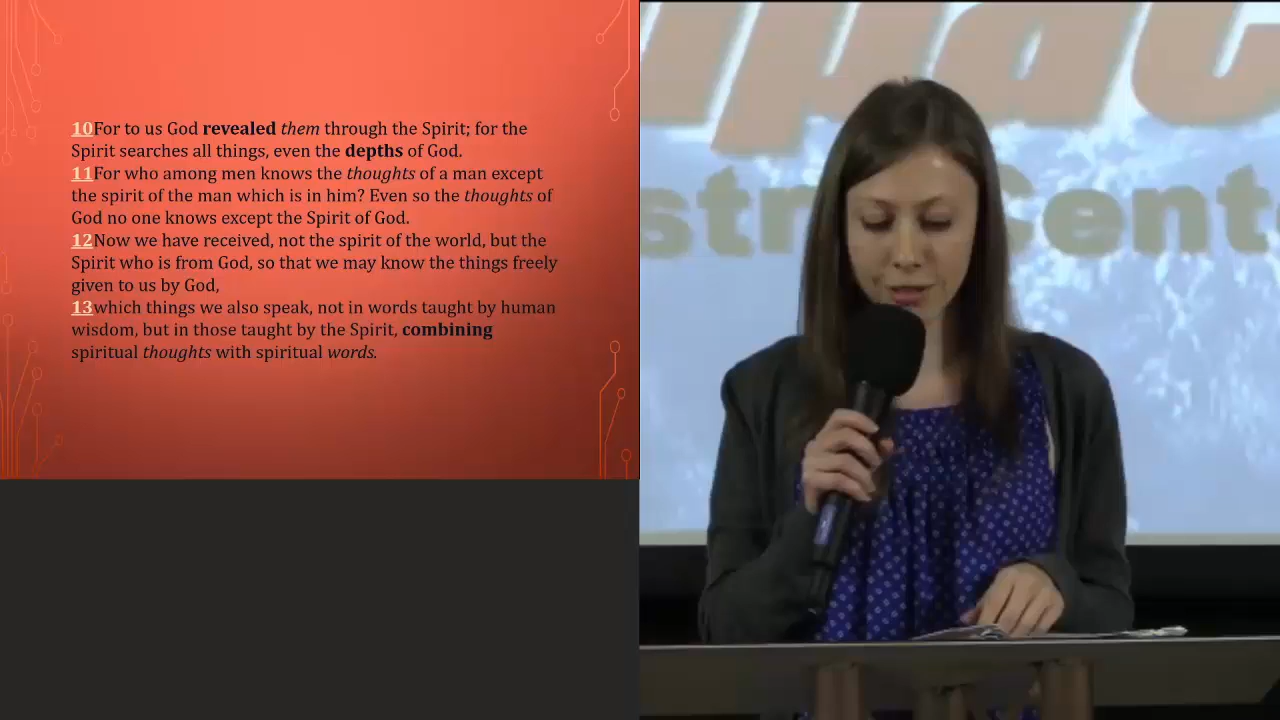 10For to us God revealed them through the Spirit; for the
Spirit searches all things, even the depths of God.
11For who among men knows the thoughts of a man except
the spirit of the man which is in him? Even so the thoughts of
God no one knows except the Spirit of God.
12Now we have received, not the spirit of the world, but the
Spirit who is from God, so that we may know the things freely
given to us by God,
13which things we also speak, not in words taught by human
wisdom, but in those taught by the Spirit, combining
spiritual thoughts with spiritual words.